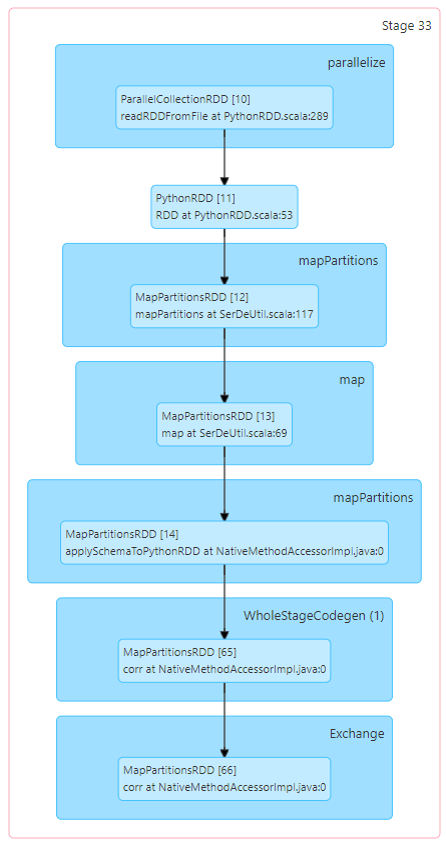 Stage 33
parallelize
ParallelCollectionRDD [10]
readRDDFromFile at PythonRDD.scala:289
PythonRDD [11]
RDD at PythonRDD.scala:53
mapPartitions
MapPartitionsRDD [12]
mapPartitions at SerDeUtil.scala:117
map
MapPartitionsRDD [13]
map at SerDeUtil.scala:69
mapPartitions
MapPartitionsRDD [14]
applySchemaToPythonRDD at NativeMethodAccessorImpl.java:0
WholeStageCodegen (1)
MapPartitionsRDD [65]
corr at NativeMethodAccessorImpl.java:0
Exchange
MapPartitionsRDD [66]
corr at NativeMethodAccessorImpl.java:0